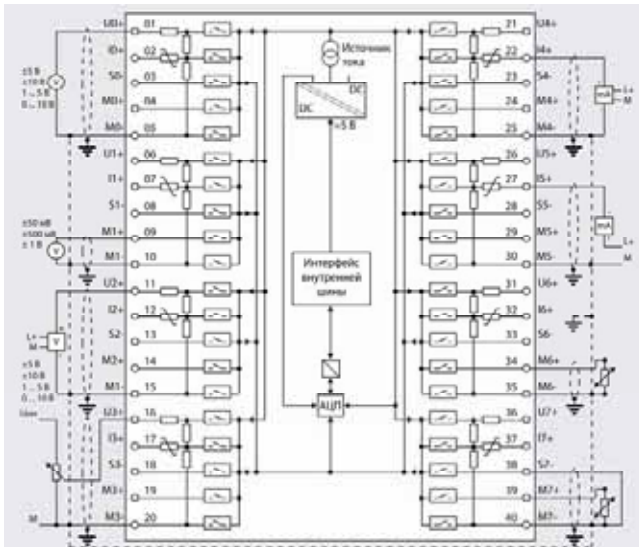 U0+ 01
I0+ 02
S0- 03
M0+ 04
M0- 05
U1+ 06
I1+ 07
S1- 08
M1+ 09
M1- 10
U2+ 11
I2+ 12
S2- 13
M2+ 14
M1- 15
U3+ 16
I3+ 17
S3- 18
M3+ 19
M3- 20
±5 В
±10 В
1 ... 5 В
0 ... 10 В
V
±50 мВ
±500 мВ
± 1 В
V
L+
M
V
±5 В
±10 В
1 ... 5 В
0 ... 10 В
M
Источник
тока
DC
DC
=5 В
Интерфейс
внутренней
шины
АЦП
21 U4+
22 I4+
23 S4-
24 M4+
25 M4-
26 U5+
27 I5+
28 S5-
29 M5+
30 M5-
31 U6+
32 I6+
33 S6-
34 M6+
35 M6-
36 U7+
37 I7+
38 S7-
39 M7+
40 M7-
mA
L+
M
mA
L+
M